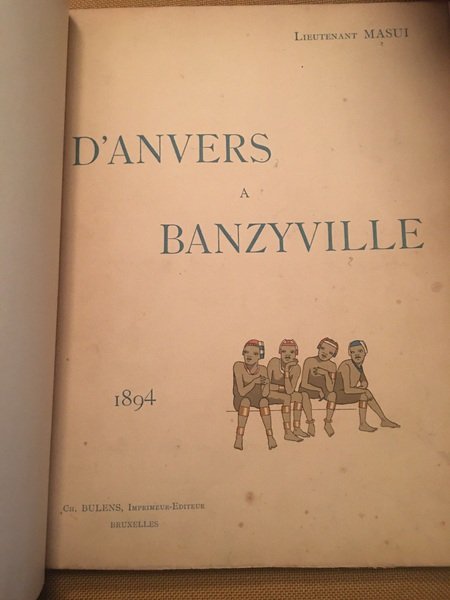 Lieutenant MASUI
D'ANVERS
A
BANZYVILLE
1894
Ch. BULENS, Imprimeur-Editeur
BRUXELLES